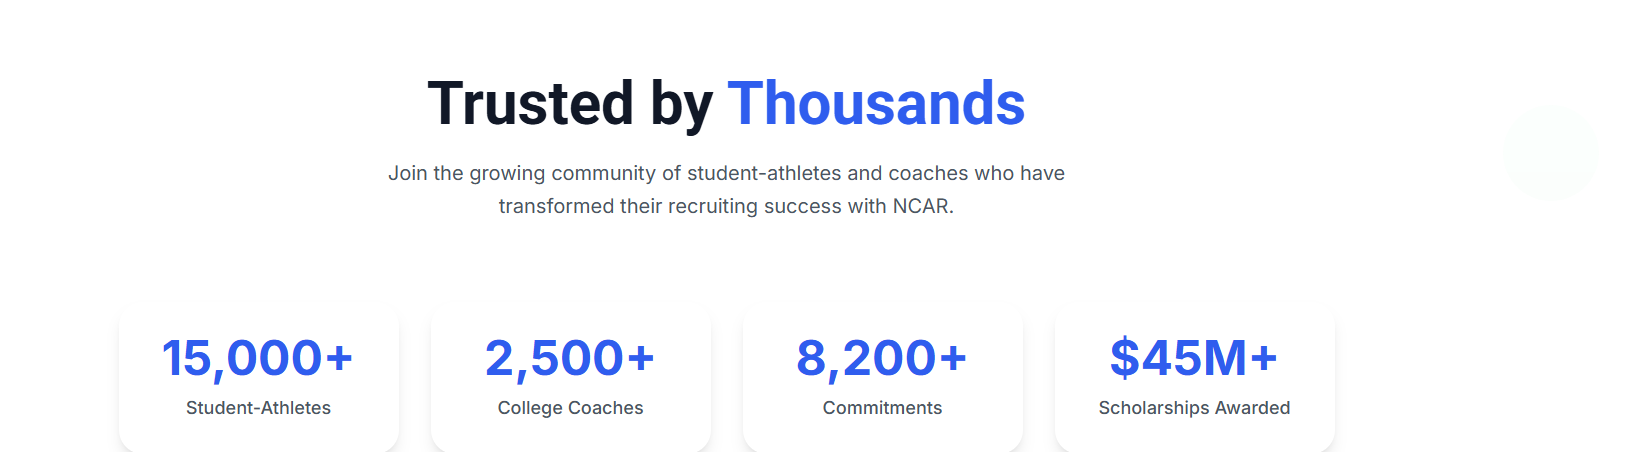 Trusted by Thousands
Join the growing community of student-athletes and coaches who have
transformed their recruiting success with NCAR.
15,000+
Student-Athletes
2,500+
College Coaches
8,200+
Commitments
$45M+
Scholarships Awarded